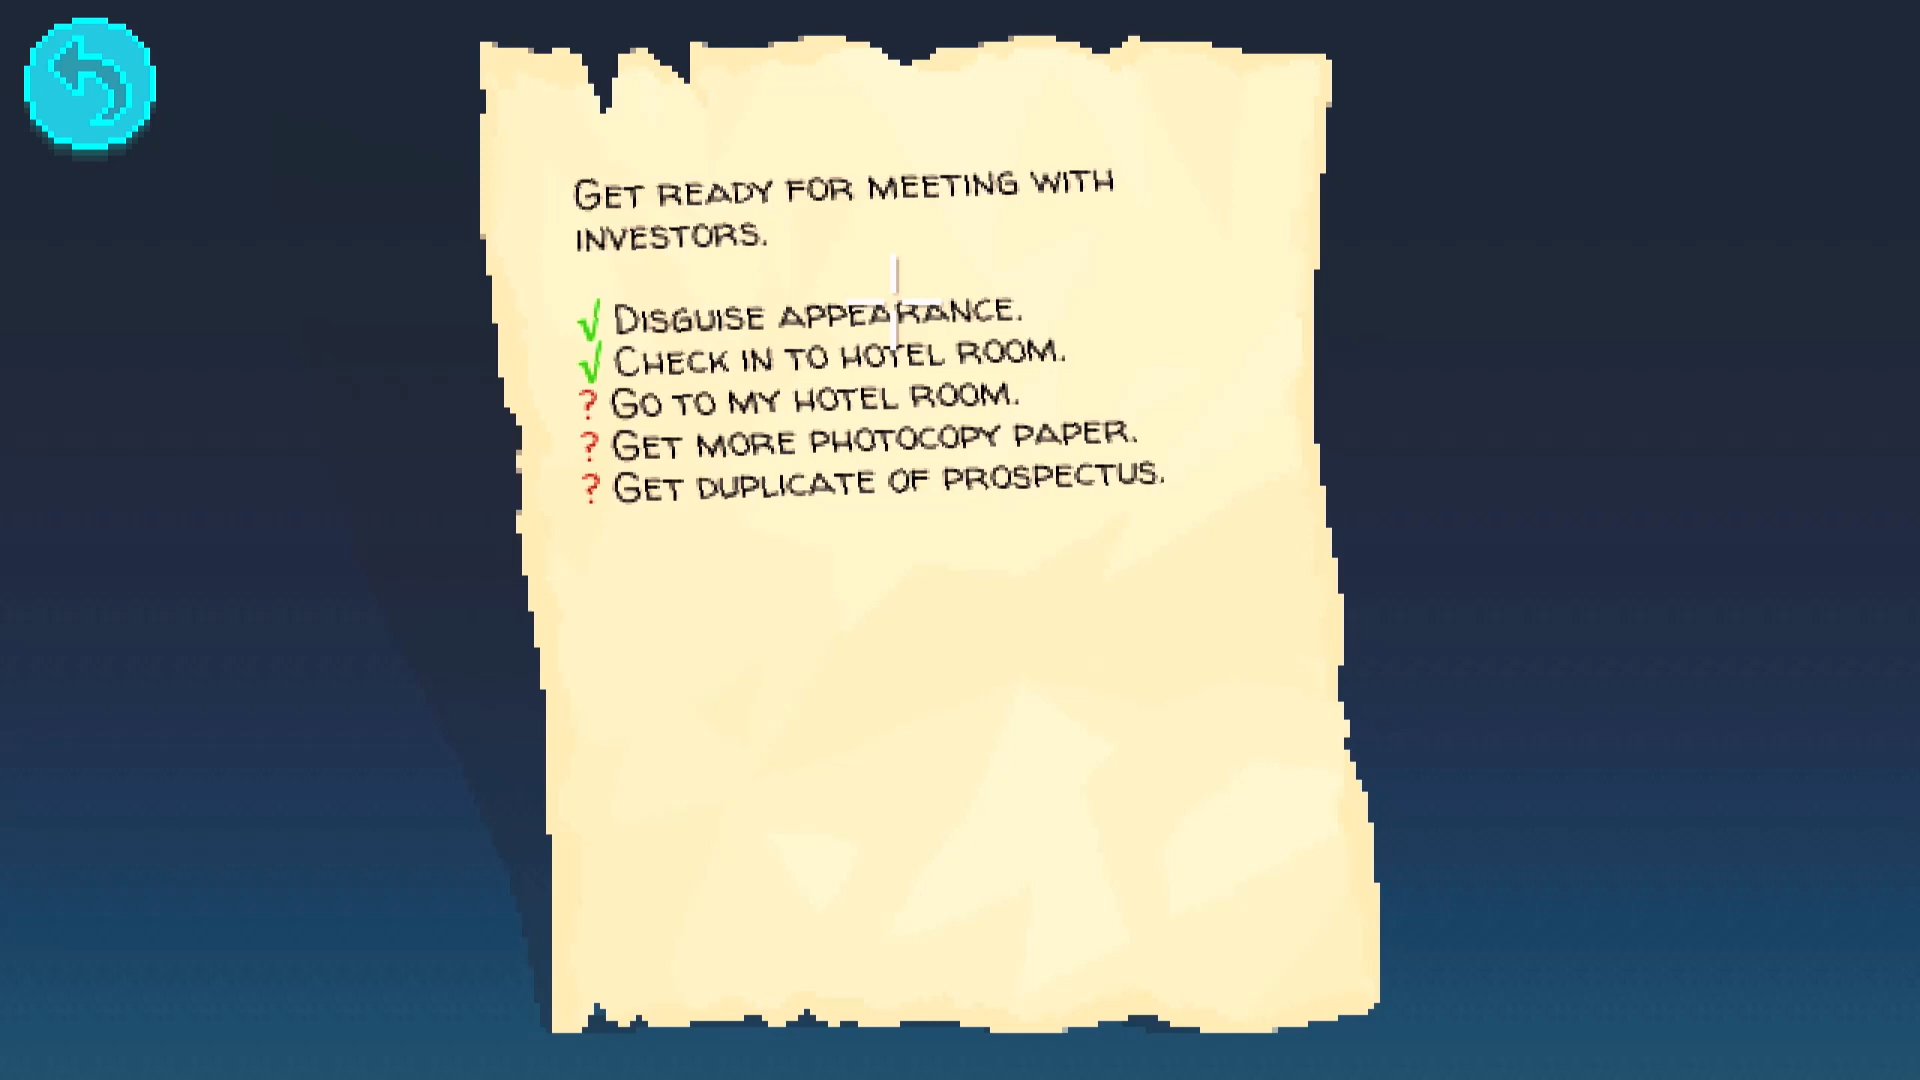 Get ready for meeting with
investors.
√ Disguise appearance.
√ Check in to hotel room.
? Go to my hotel room.
? Get more photocopy paper.
? Get duplicate of prospectus.